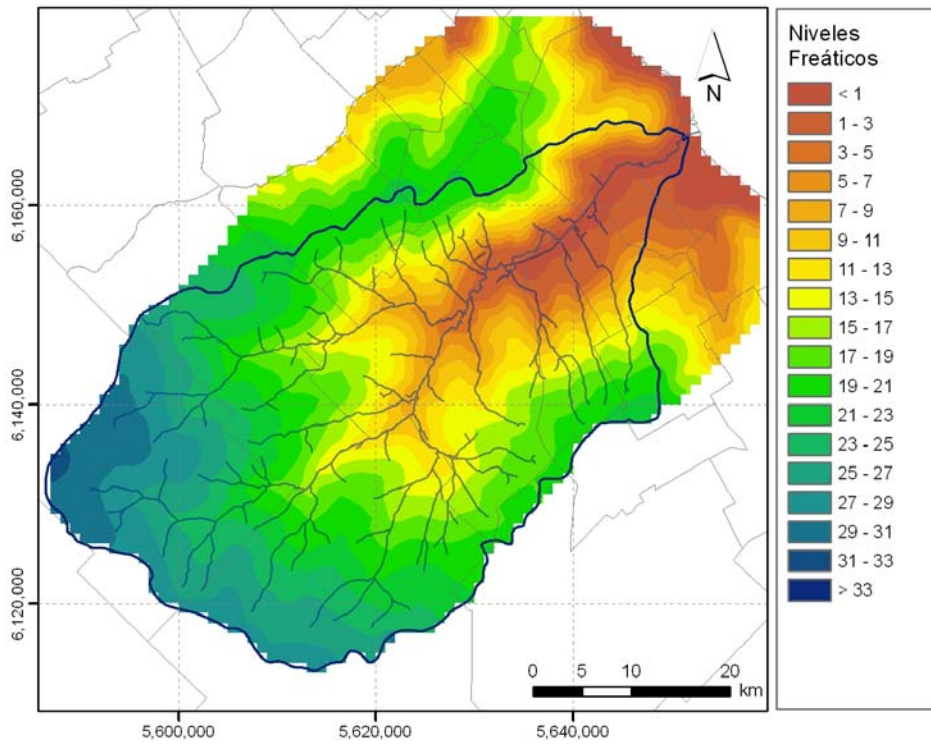 Niveles
Freáticos
< 1
1 - 3
3 - 5
5 - 7
7 - 9
9 - 11
11 - 13
13 - 15
15 - 17
17 - 19
19 - 21
21 - 23
23 - 25
25 - 27
27 - 29
29 - 31
31 - 33
> 33
N
6,160,000
6,140,000
6,120,000
0 5 10 20
km
5,600,000 5,620,000 5,640,000